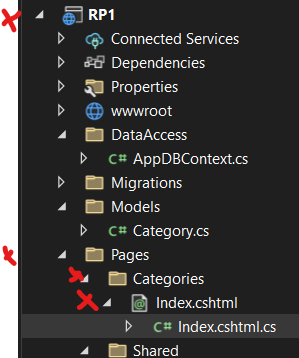 RP1
Connected Services
Dependencies
Properties
wwwroot
DataAccess
C# AppDBContext.cs
Migrations
Models
C# Category.cs
Pages
Categories
@ Index.cshtml
C# Index.cshtml.cs
Shared